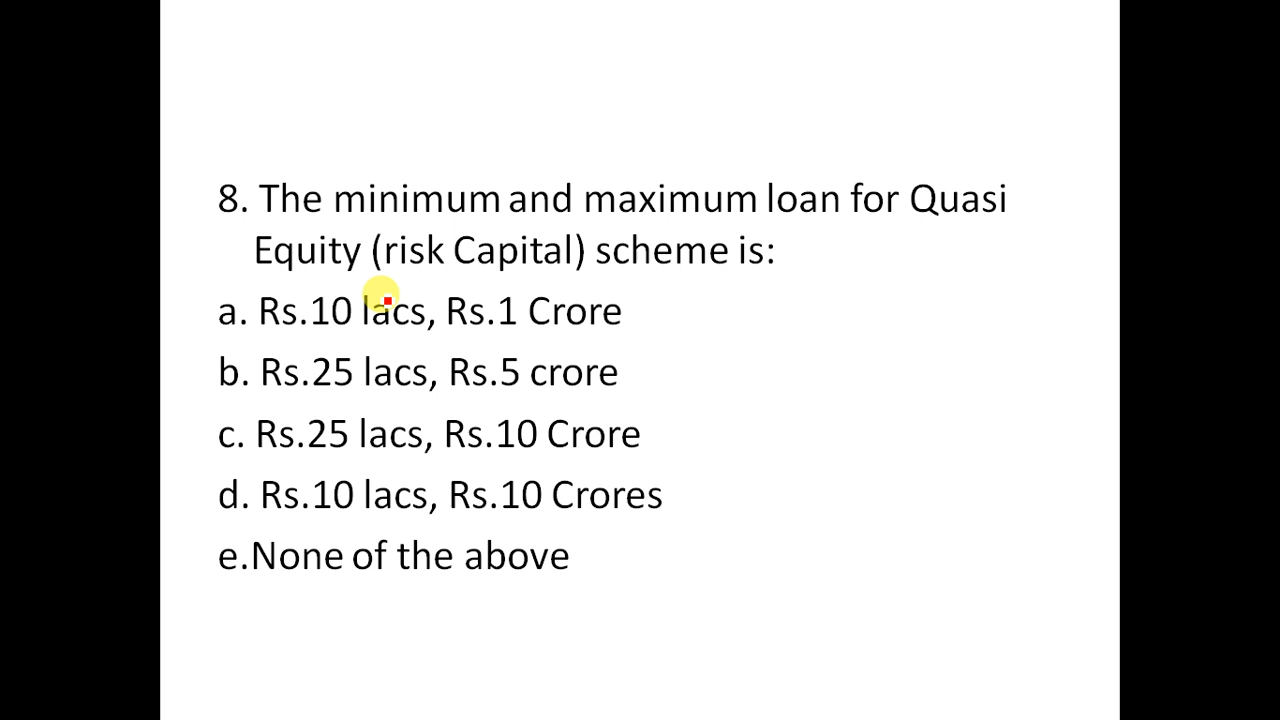 8. The minimum and maximum loan for Quasi
Equity (risk Capital) scheme is:
a. Rs.10 lacs, Rs.1 Crore
b. Rs.25 lacs, Rs.5 crore
c. Rs.25 lacs, Rs.10 Crore
d. Rs.10 lacs, Rs.10 Crores
e.None of the above